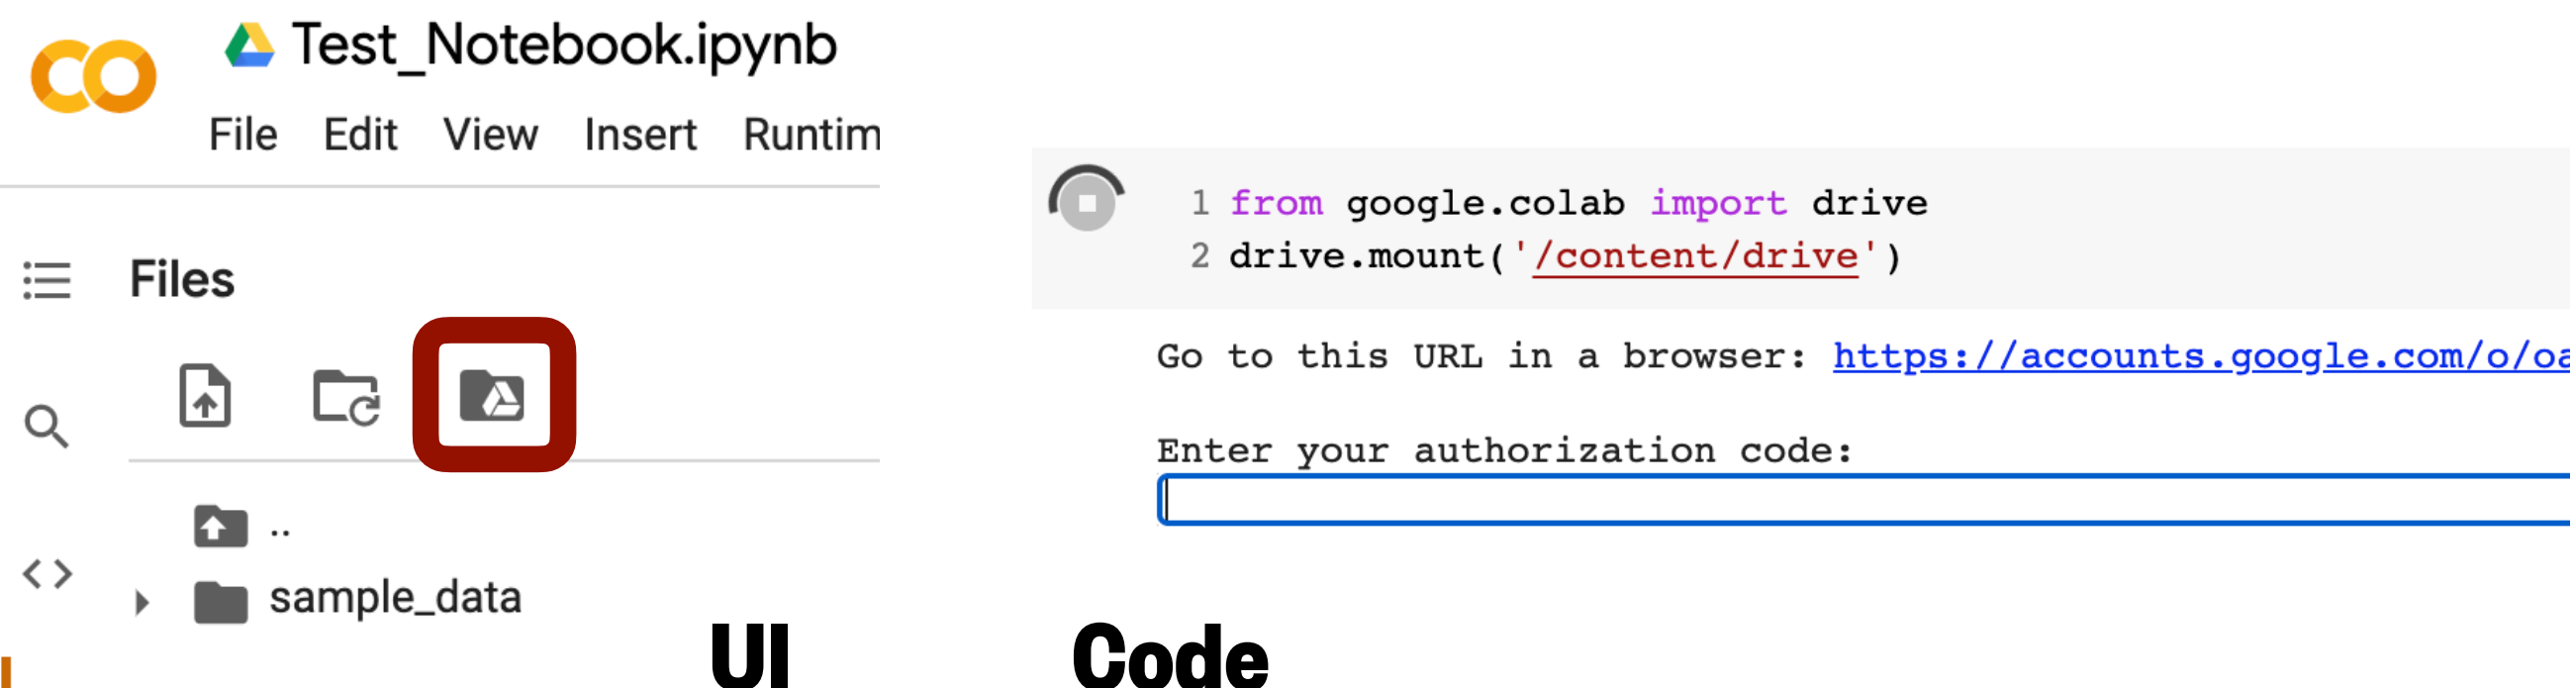 Test_Notebook.ipynb
File Edit View Insert Runtim
Files
..
sample_data
UI
1 from google.colab import drive
2 drive.mount('/content/drive')
Go to this URL in a browser: https://accounts.google.com/o/oa
Enter your authorization code:
Code